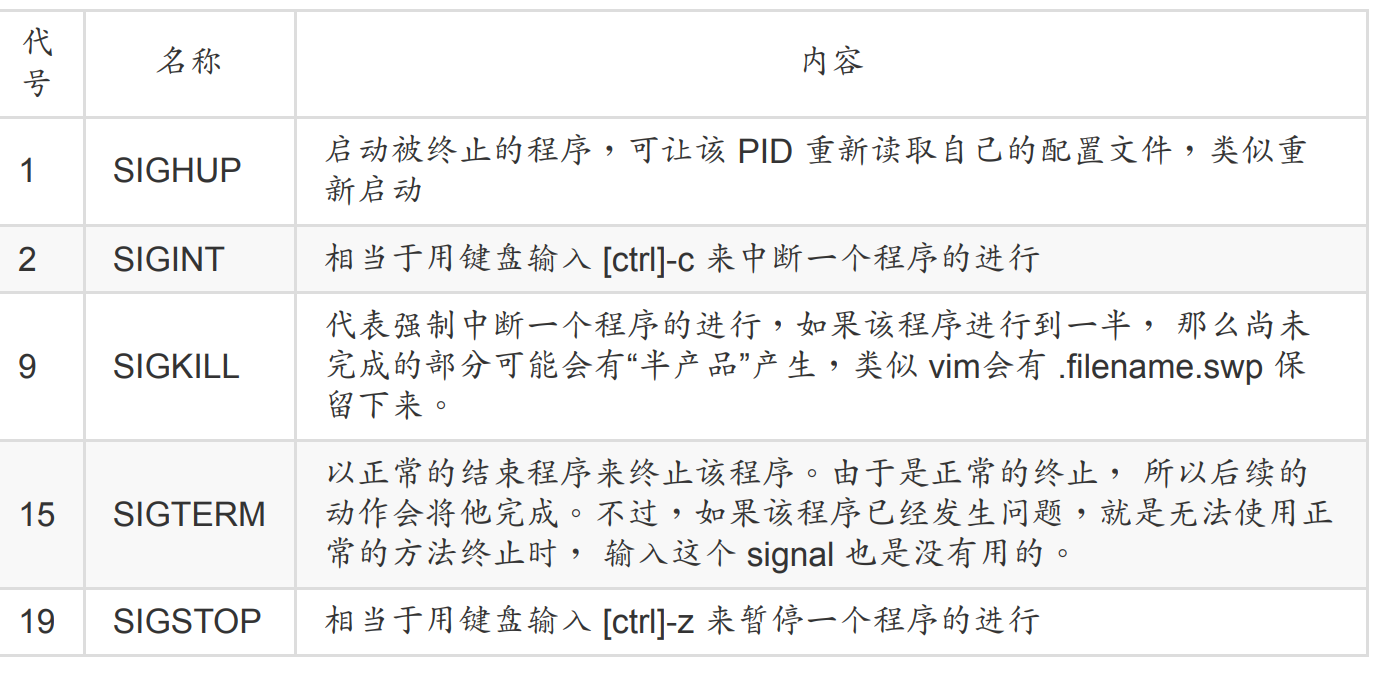 代
号
名称
内容
1
SIGHUP
启动被终止的程序，可让该 PID 重新读取自己的配置文件，类似重
新启动
2
SIGINT
相当于用键盘输入 [ctrl]-c 来中断一个程序的进行
9
SIGKILL
代表强制中断一个程序的进行，如果该程序进行到一半， 那么尚未
完成的部分可能会有“半产品”产生，类似 vim会有 .filename.swp 保
留下来。
15
SIGTERM
以正常的结束程序来终止该程序。由于是正常的终止， 所以后续的
动作会将他完成。不过，如果该程序已经发生问题，就是无法使用正
常的方法终止时， 输入这个 signal 也是没有用的。
19
SIGSTOP
相当于用键盘输入 [ctrl]-z 来暂停一个程序的进行